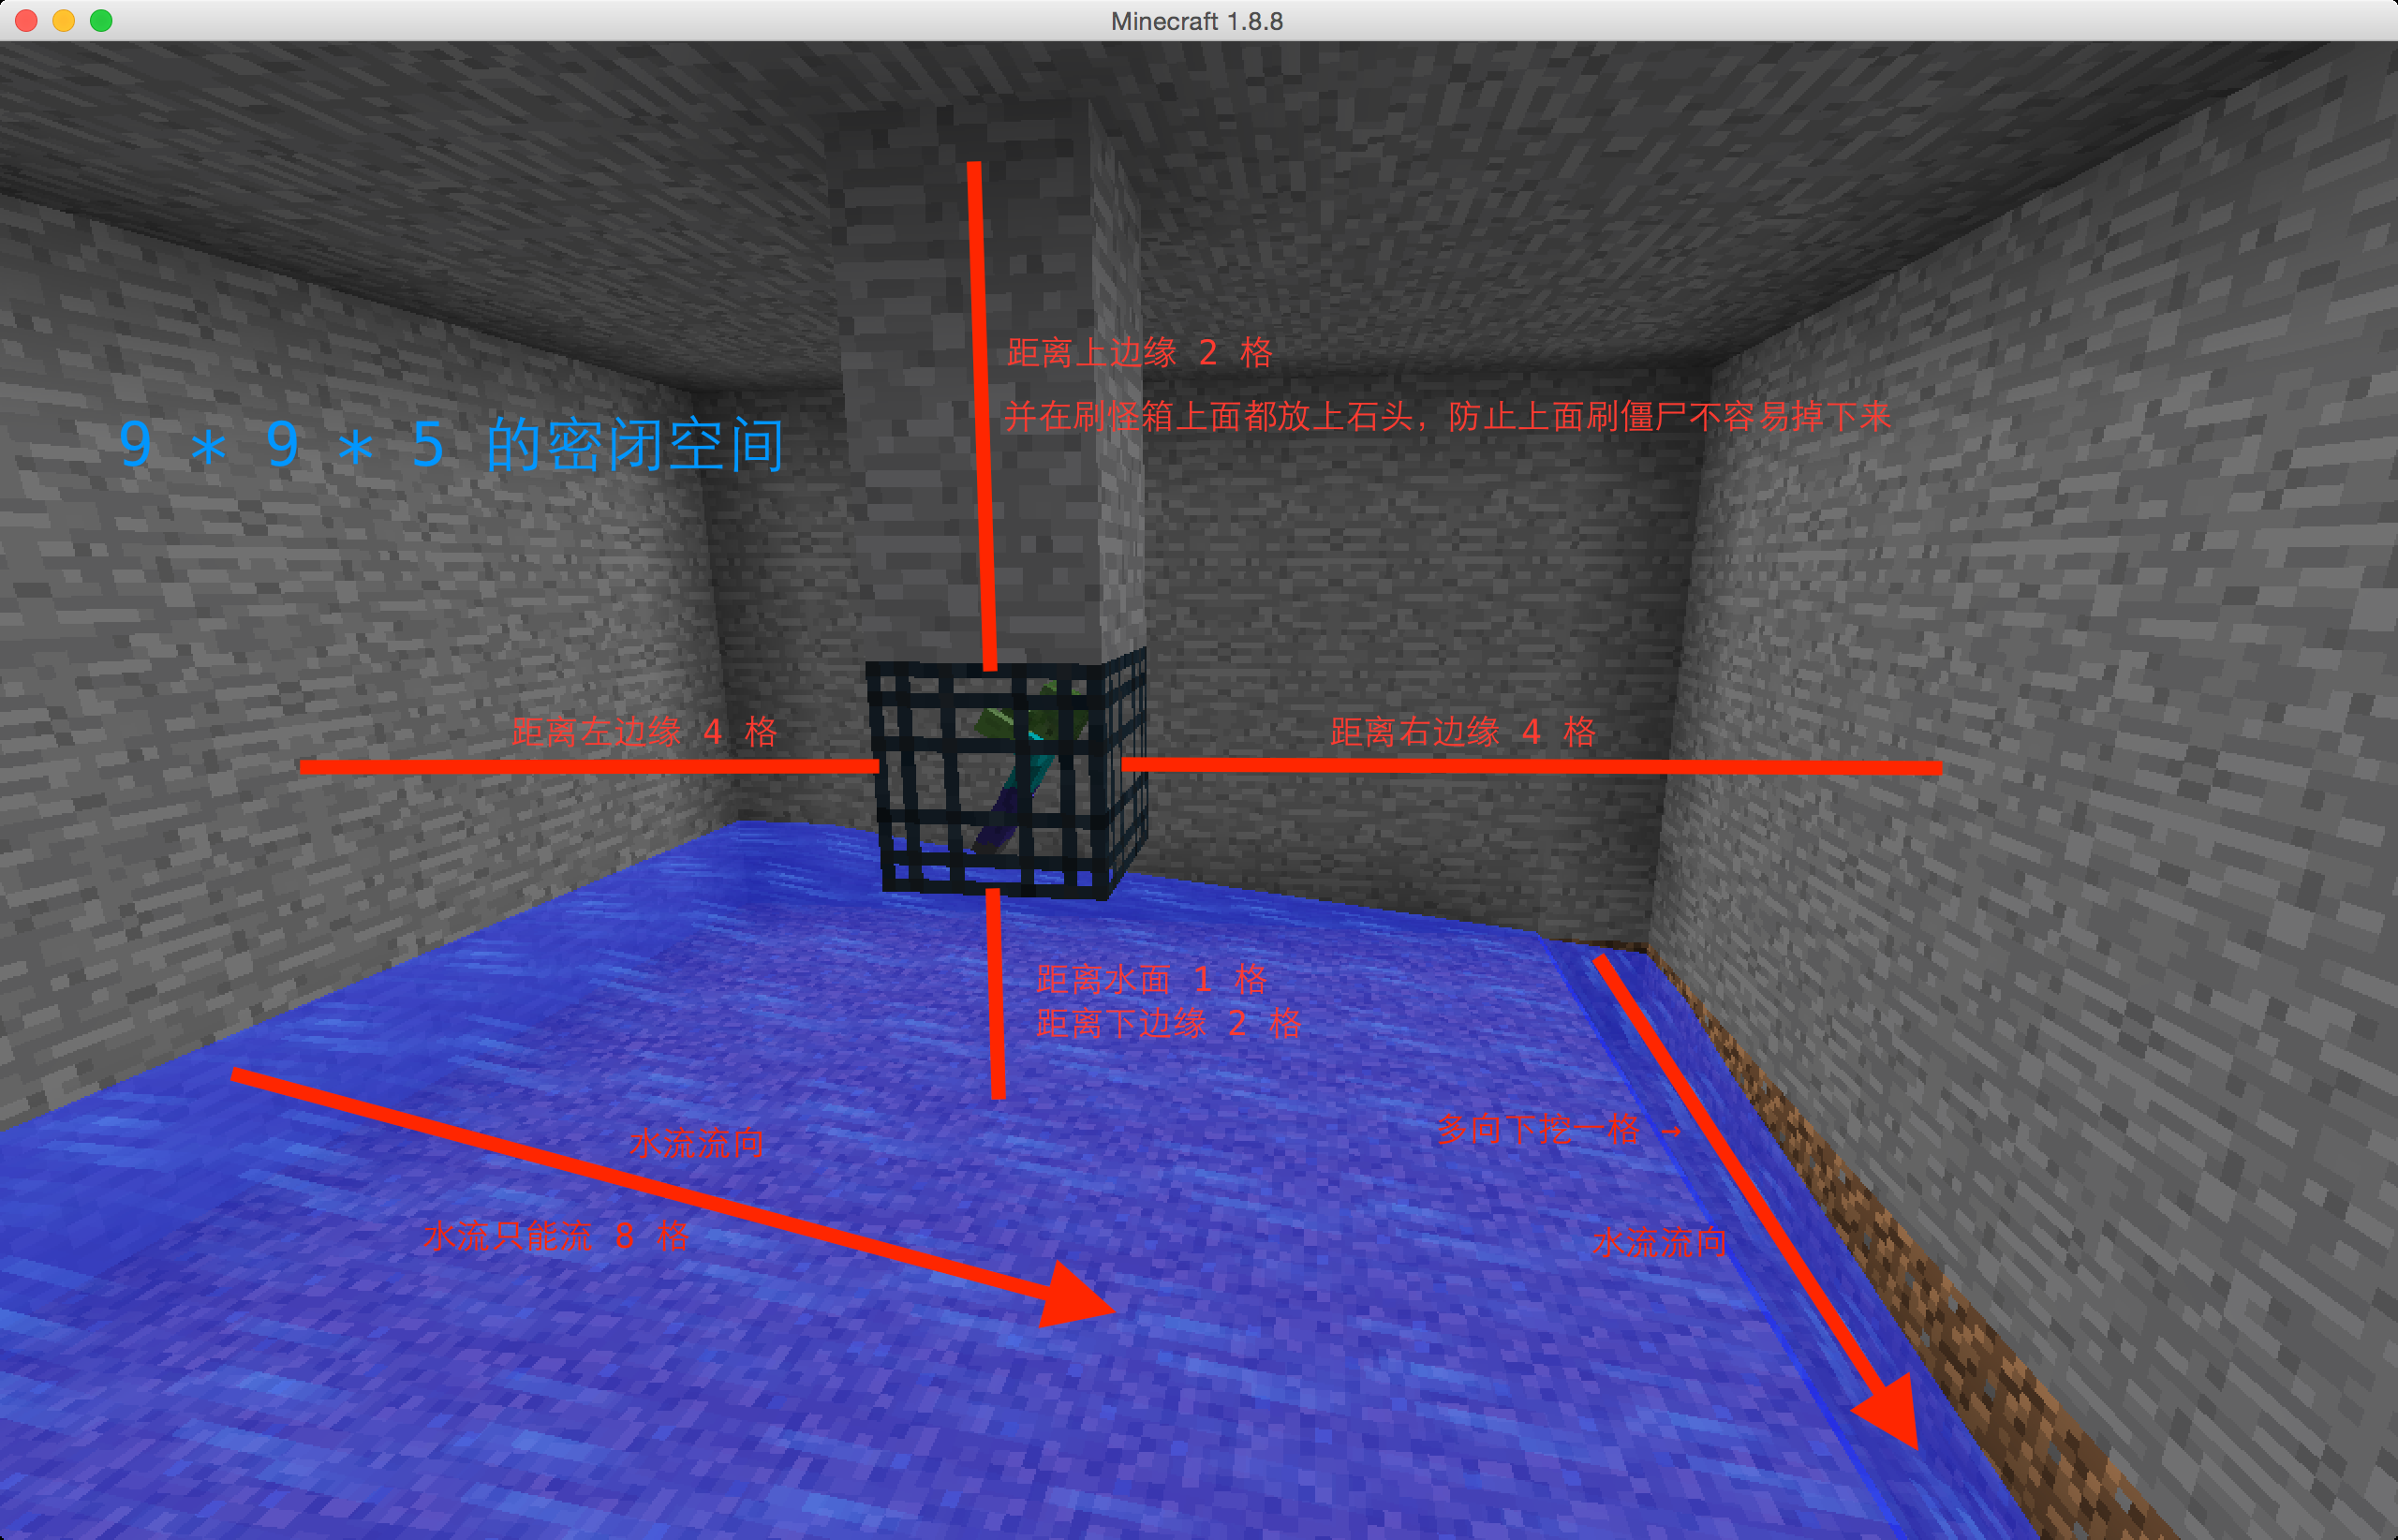 Minecraft 1.8.8
距离上边缘 2 格
并在刷怪箱上面都放上石头，防止上面刷僵尸不容易掉下来
9 * 9 * 5 的密闭空间
距离左边缘 4 格
距离右边缘 4 格
距离水面 1 格
距离下边缘 2 格
多向下挖一格 →
水流流向
水流只能流 8 格
水流流向